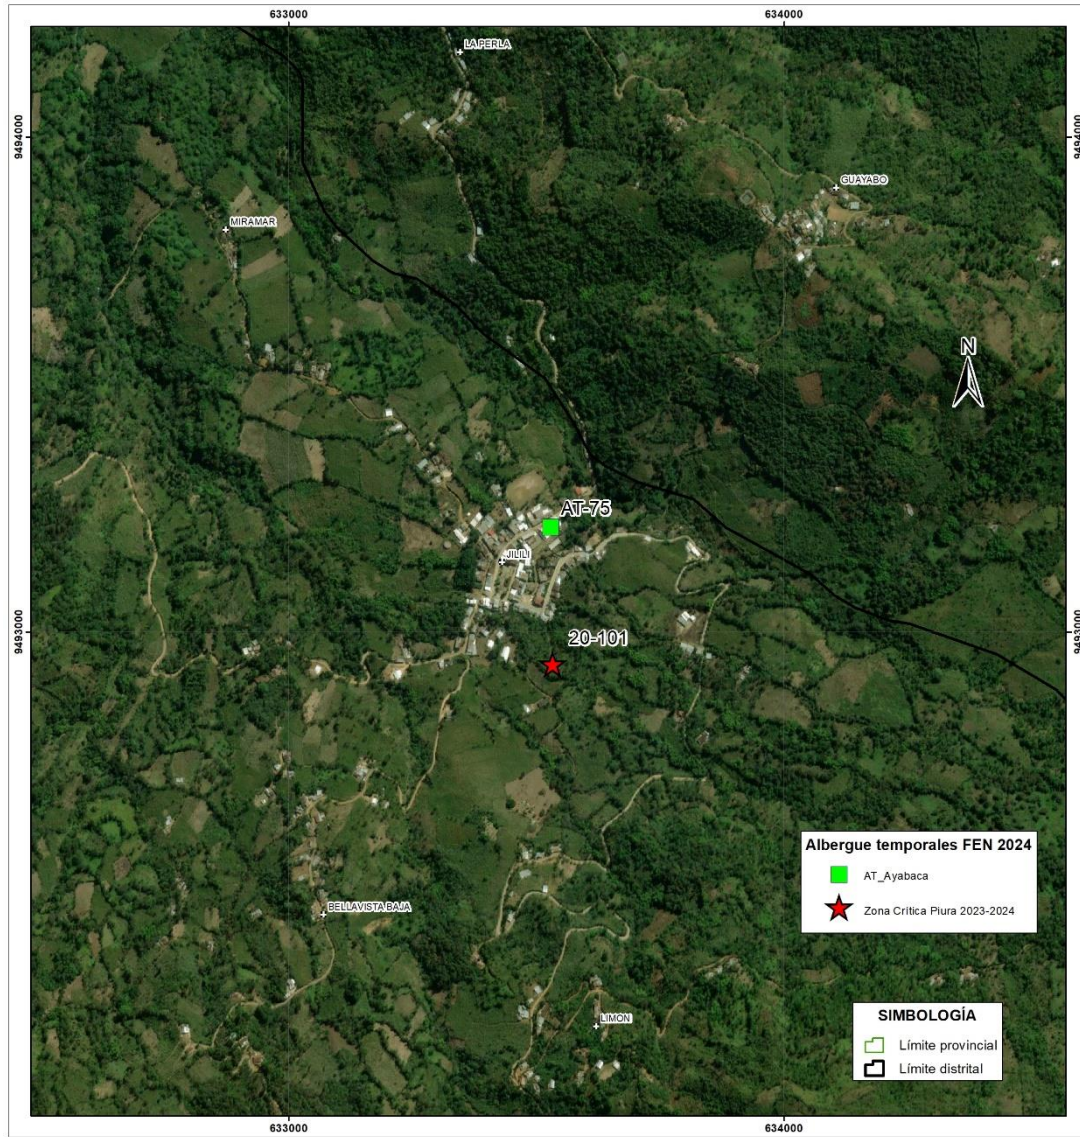 633000
634000
LA PERLA
9494000
9494000
GUAYABO
MIRAMAR
N
AT-75
JILILI
9493000
20-101
9493000
Albergue temporales FEN 2024
AT_Ayabaca
Zona Crítica Piura 2023-2024
BELLAVISTA BAJA
SIMBOLOGÍA
LIMON
Límite provincial
Límite distrital
633000
634000